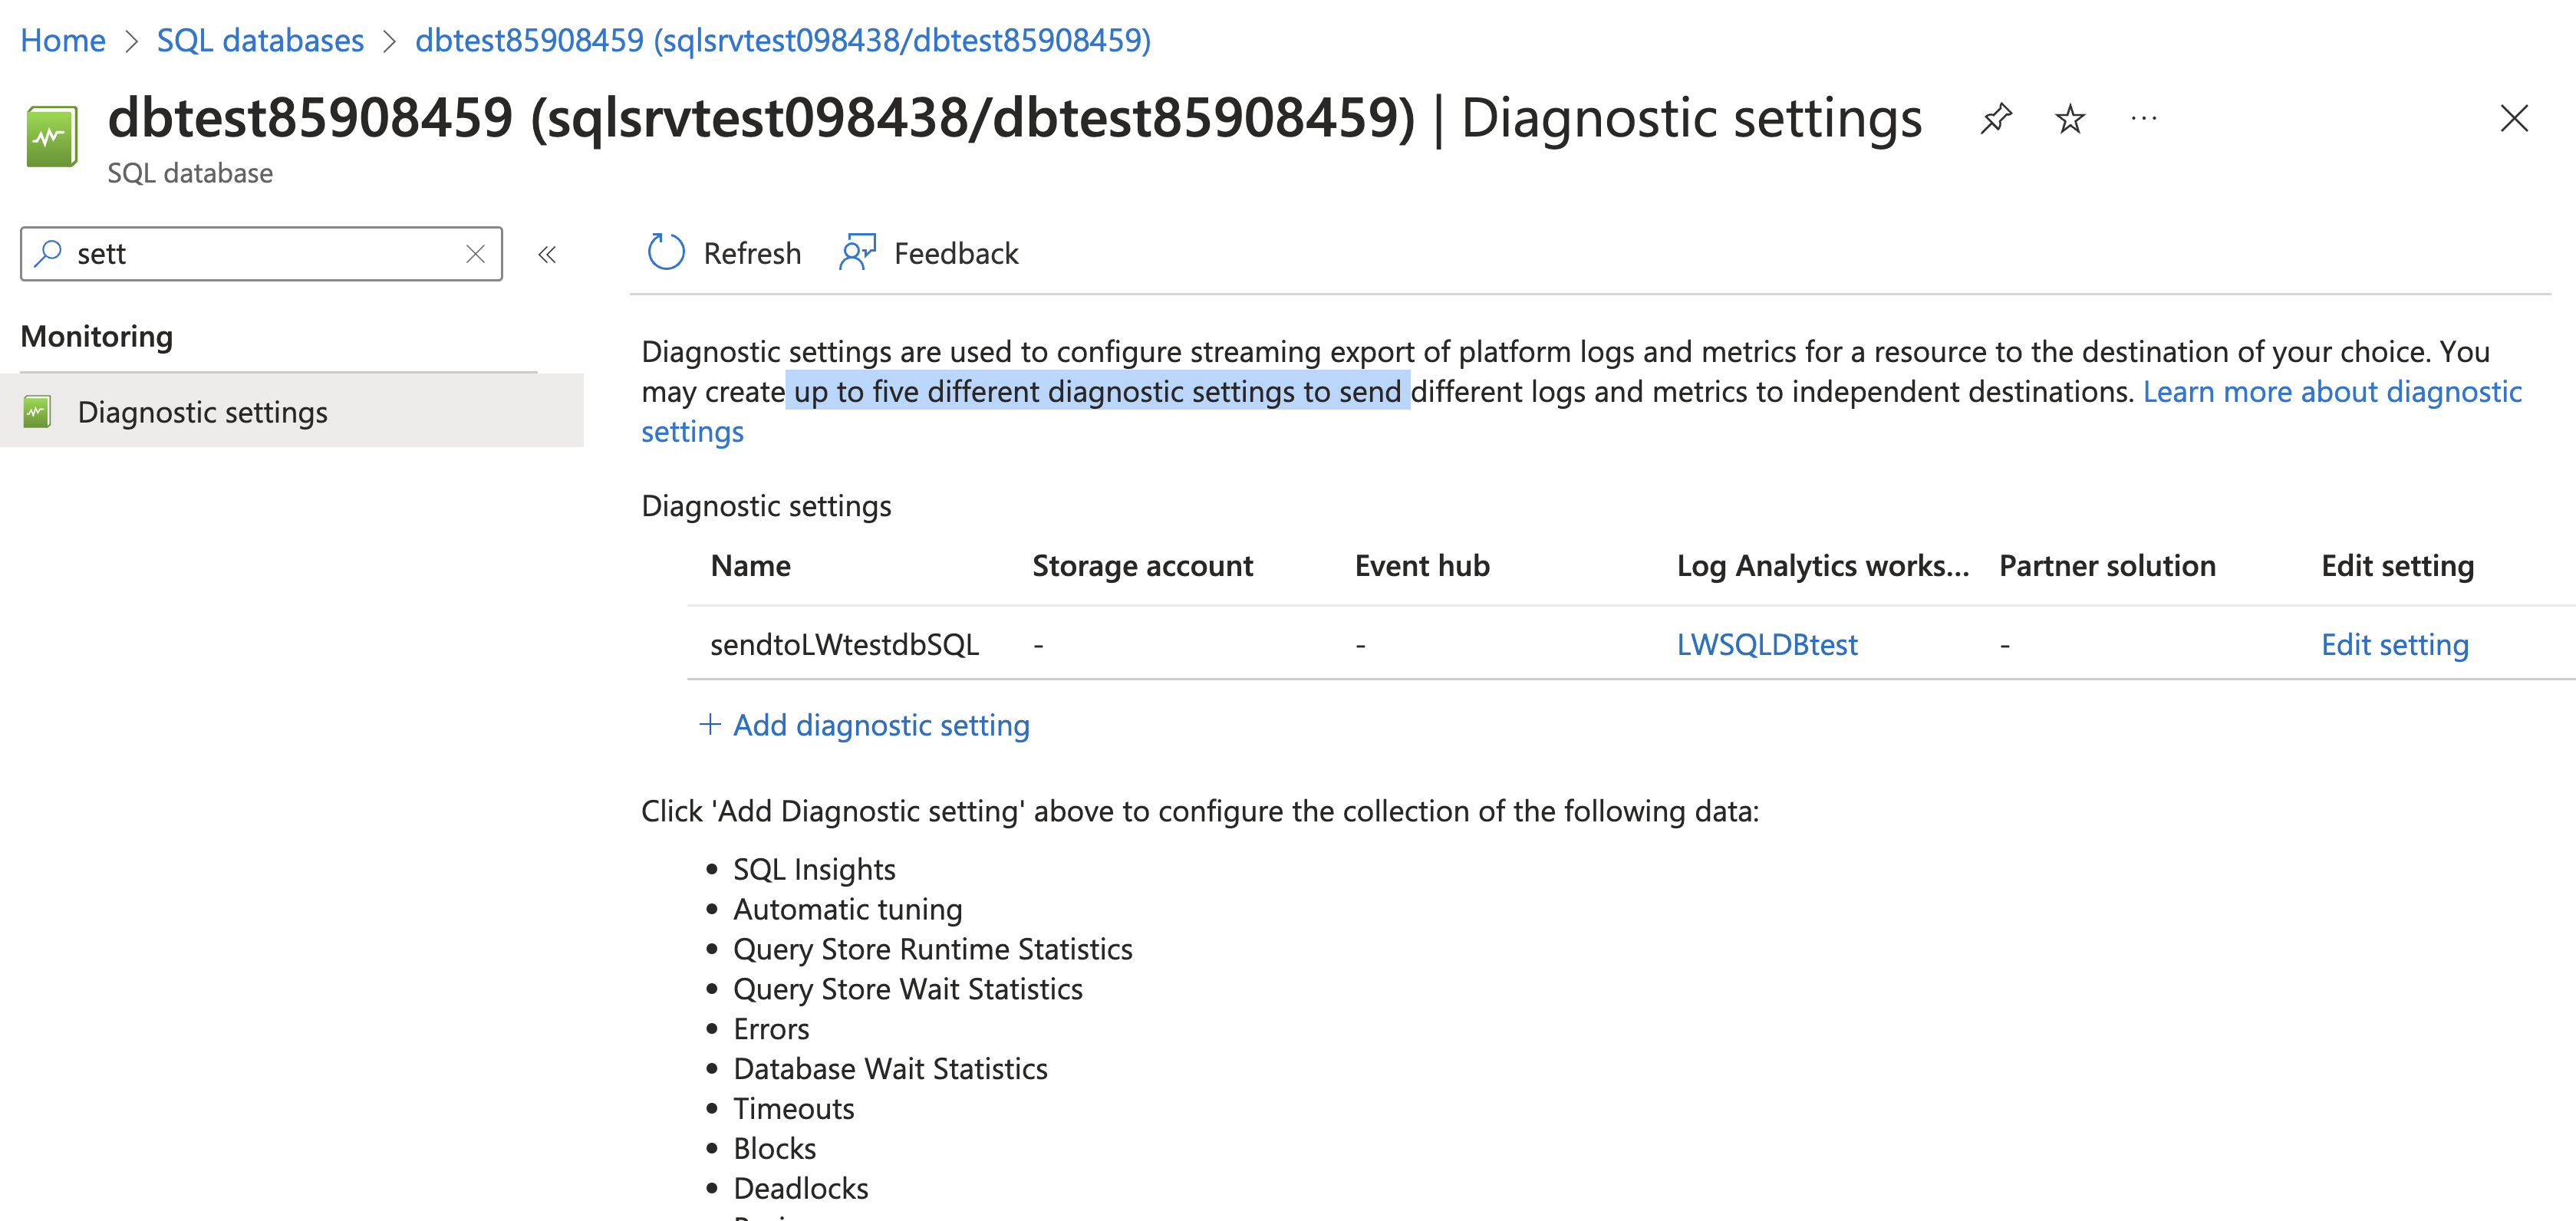 Home > SQL databases > dbtest85908459 (sqlsrvtest098438/dbtest85908459)
dbtest85908459 (sqlsrvtest098438/dbtest85908459) | Diagnostic settings
SQL database
sett
Refresh Feedback
Monitoring
Diagnostic settings are used to configure streaming export of platform logs and metrics for a resource to the destination of your choice. You
may create up to five different diagnostic settings to send different logs and metrics to independent destinations. Learn more about diagnostic
settings
Diagnostic settings
Diagnostic settings
Name Storage account Event hub Log Analytics works... Partner solution Edit setting
sendtoLWtestdbSQL - - LWSQLDBtest - Edit setting
+ Add diagnostic setting
Click 'Add Diagnostic setting' above to configure the collection of the following data:
• SQL Insights
• Automatic tuning
• Query Store Runtime Statistics
• Query Store Wait Statistics
• Errors
• Database Wait Statistics
• Timeouts
• Blocks
• Deadlocks